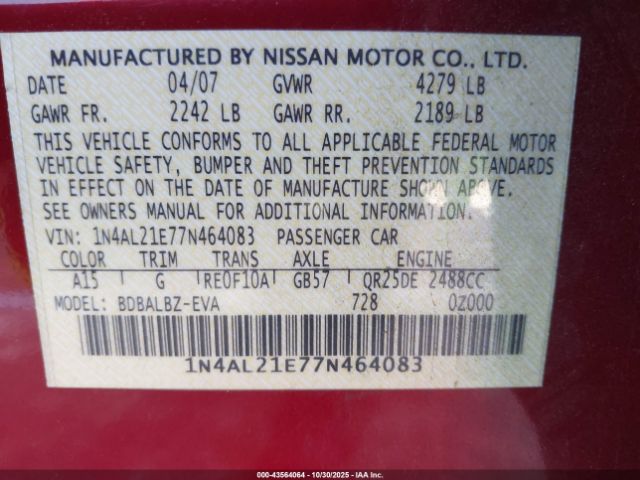 MANUFACTURED BY NISSAN MOTOR CO., LTD.
DATE 04/07 GVWR 4279 LB
GAWR FR. 2242 LB GAWR RR. 2189 LB
THIS VEHICLE CONFORMS TO ALL APPLICABLE FEDERAL MOTOR
VEHICLE SAFETY, BUMPER AND THEFT PREVENTION STANDARDS
IN EFFECT ON THE DATE OF MANUFACTURE SHOWN ABOVE.
SEE OWNERS MANUAL FOR ADDITIONAL INFORMATION.
VIN: 1N4AL21E77N464083 PASSENGER CAR
COLOR TRIM TRANS AXLE ENGINE
A15 G RE0F10A GB57 QR25DE 2488CC
MODEL: BDBALBZ-EVA 728 0Z000
1N4AL21E77N464083
000-43564064 | 10/30/2025 | IAA Inc.